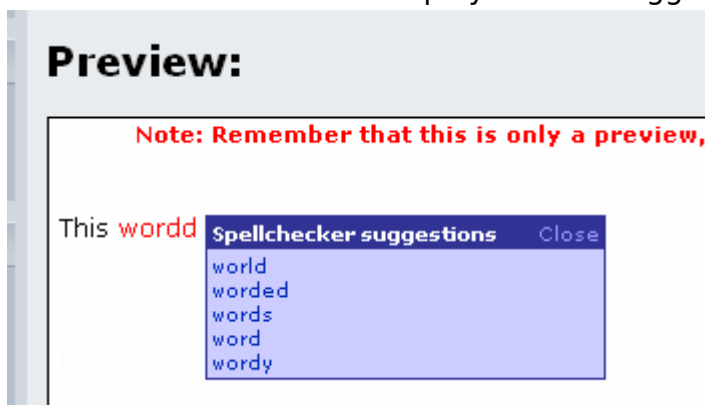 Preview:
Note: Remember that this is only a preview,
This wordd
Spellchecker suggestions Close
world
worded
words
word
wordy